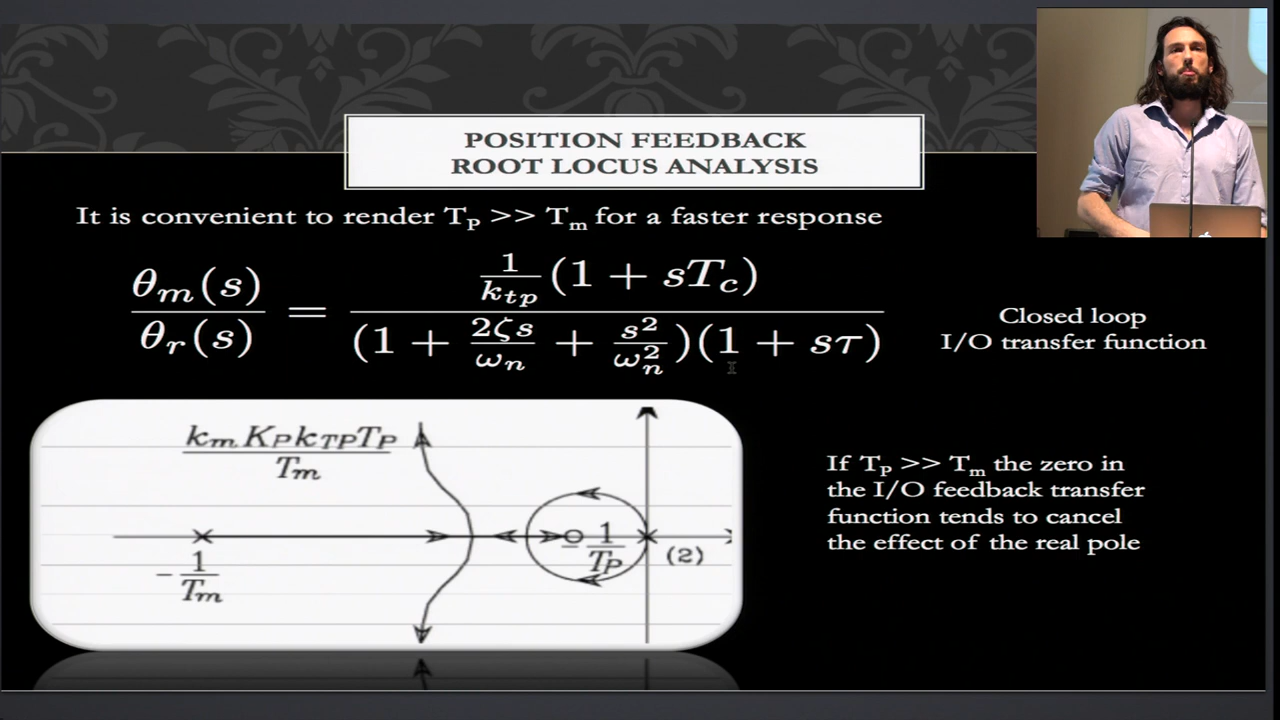 POSITION FEEDBACK
ROOT LOCUS ANALYSIS
It is convenient to render T_P >> T_m for a faster response
θ_m(s)/θ_r(s) = (1/k_tp)(1 + sT_c) / ((1 + 2ζs/ω_n + s²/ω_n²)(1 + sτ))
Closed loop
I/O transfer function
k_m K_P k_TP T_P / T_m
-1/T_m
-1/T_P
(2)
If T_P >> T_m the zero in
the I/O feedback transfer
function tends to cancel
the effect of the real pole